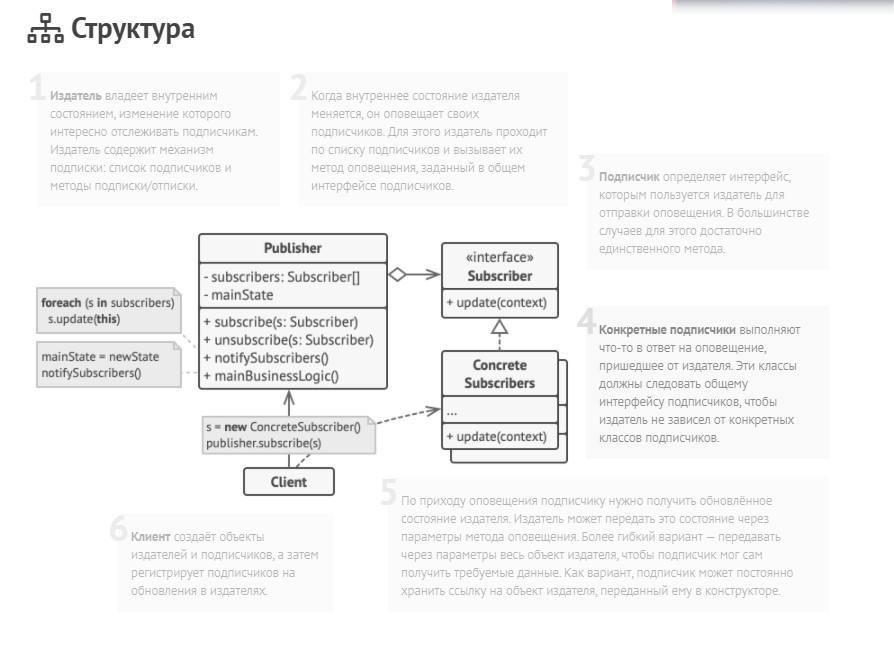 Структура
1
Издатель владеет внутренним
состоянием, изменение которого
интересно отслеживать подписчикам.
Издатель содержит механизм
подписки: список подписчиков и
методы подписки/отписки.
2
Когда внутреннее состояние издателя
меняется, он оповещает своих
подписчиков. Для этого издатель проходит
по списку подписчиков и вызывает их
метод оповещения, заданный в общем
интерфейсе подписчиков.
3
Подписчик определяет интерфейс,
которым пользуется издатель для
отправки оповещения. В большинстве
случаев для этого достаточно
единственного метода.
Publisher
- subscribers: Subscriber[]
- mainState
+ subscribe(s: Subscriber)
+ unsubscribe(s: Subscriber)
+ notifySubscribers()
+ mainBusinessLogic()
«interface»
Subscriber
+ update(context)
foreach (s in subscribers)
s.update(this)
mainState = newState
notifySubscribers()
Concrete
Subscribers
...
+ update(context)
s = new ConcreteSubscriber()
publisher.subscribe(s)
Client
4
Конкретные подписчики выполняют
что-то в ответ на оповещение,
пришедшее от издателя. Эти классы
должны следовать общему
интерфейсу подписчиков, чтобы
издатель не зависел от конкретных
классов подписчиков.
5
По приходу оповещения подписчику нужно получить обновлённое
состояние издателя. Издатель может передать это состояние через
параметры метода оповещения. Более гибкий вариант — передавать
через параметры весь объект издателя, чтобы подписчик мог сам
получить требуемые данные. Как вариант, подписчик может постоянно
хранить ссылку на объект издателя, переданный ему в конструкторе.
6
Клиент создаёт объекты
издателей и подписчиков, а затем
регистрирует подписчиков на
обновления в издателях.